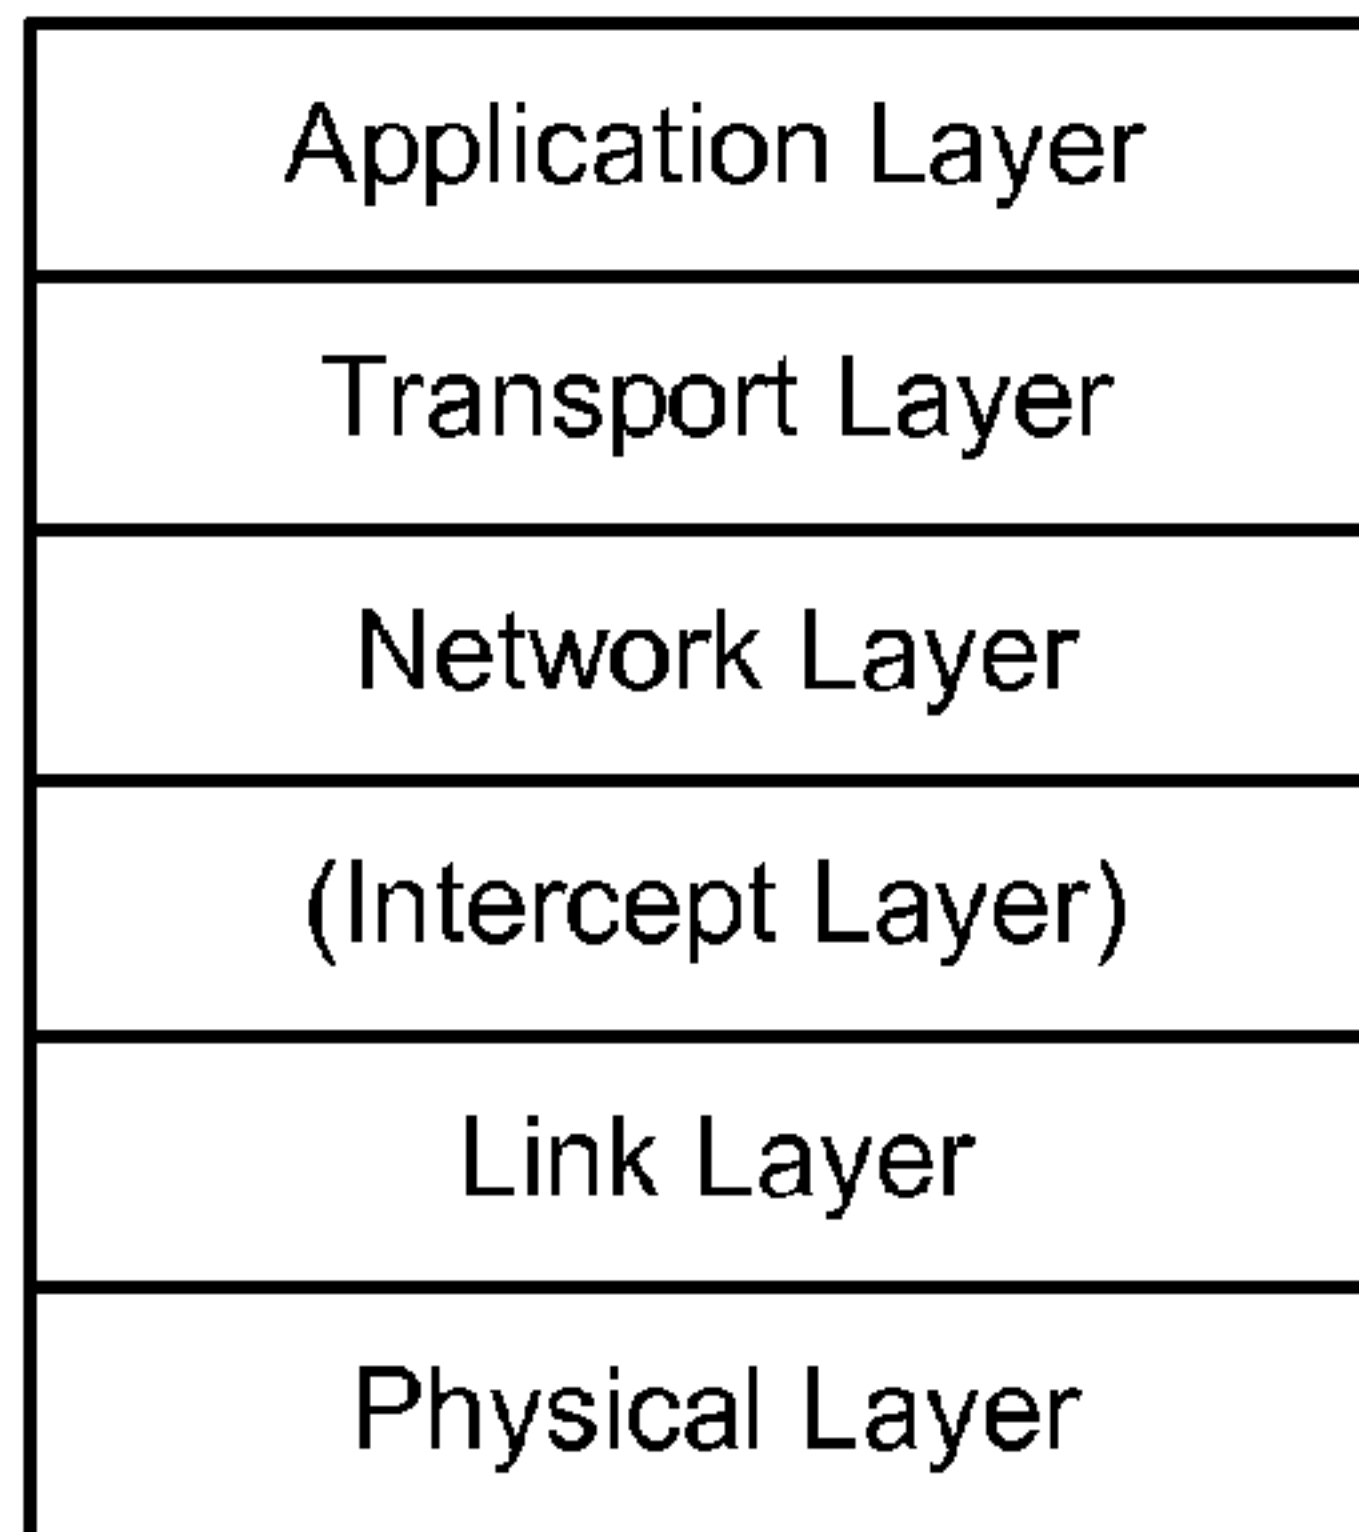 Application Layer
Transport Layer
Network Layer
(Intercept Layer)
Link Layer
Physical Layer